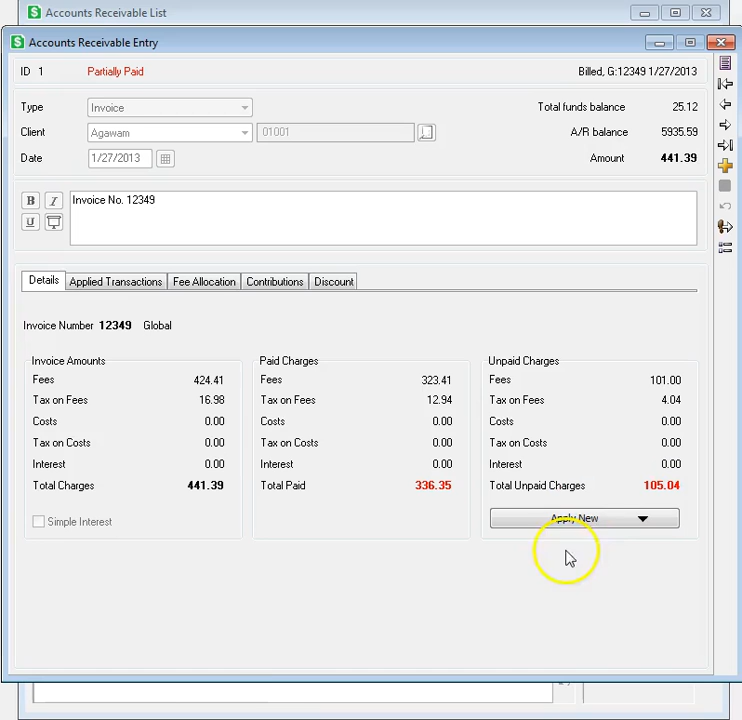 Accounts Receivable List
Accounts Receivable Entry
ID 1 Partially Paid Billed, G:12349 1/27/2013
Type Invoice Total funds balance 25.12
Client Agawam 01001 A/R balance 5935.59
Date 1/27/2013 Amount 441.39
B I U
Invoice No. 12349
Details Applied Transactions Fee Allocation Contributions Discount
Invoice Number 12349 Global
Invoice Amounts Paid Charges Unpaid Charges
Fees 424.41 Fees 323.41 Fees 101.00
Tax on Fees 16.98 Tax on Fees 12.94 Tax on Fees 4.04
Costs 0.00 Costs 0.00 Costs 0.00
Tax on Costs 0.00 Tax on Costs 0.00 Tax on Costs 0.00
Interest 0.00 Interest 0.00 Interest 0.00
Total Charges 441.39 Total Paid 336.35 Total Unpaid Charges 105.04
Simple Interest Apply New